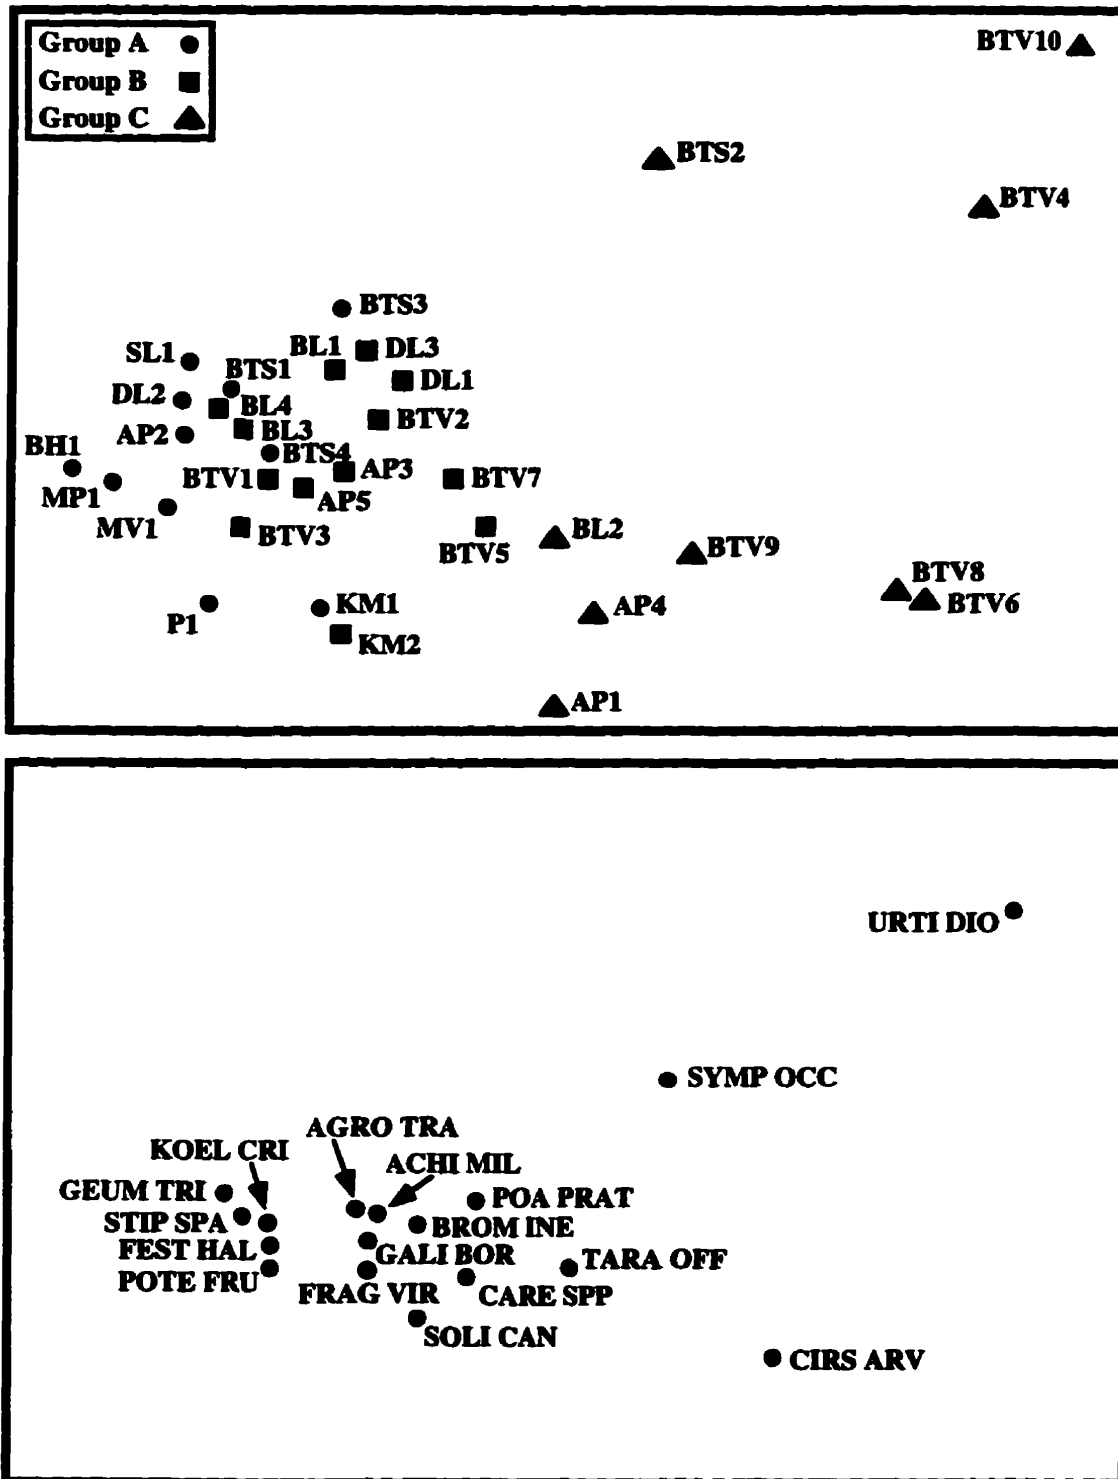 Group A
Group B
Group C
BTV10
BTS2
BTV4
BTS3
BL1
DL3
SL1
BTS1
DL1
DL2
BL4
BTV2
AP2
BL3
BH1
BTS4
AP3
BTV1
BTV7
MP1
AP5
MV1
BTV3
BL2
BTV5
BTV9
BTV8
BTV6
KM1
AP4
P1
KM2
AP1
URTI DIO
SYMP OCC
AGRO TRA
KOEL CRI
ACHI MIL
GEUM TRI
POA PRAT
STIP SPA
BROM INE
FEST HAL
GALI BOR
TARA OFF
POTE FRU
FRAG VIR
CARE SPP
SOLI CAN
CIRS ARV